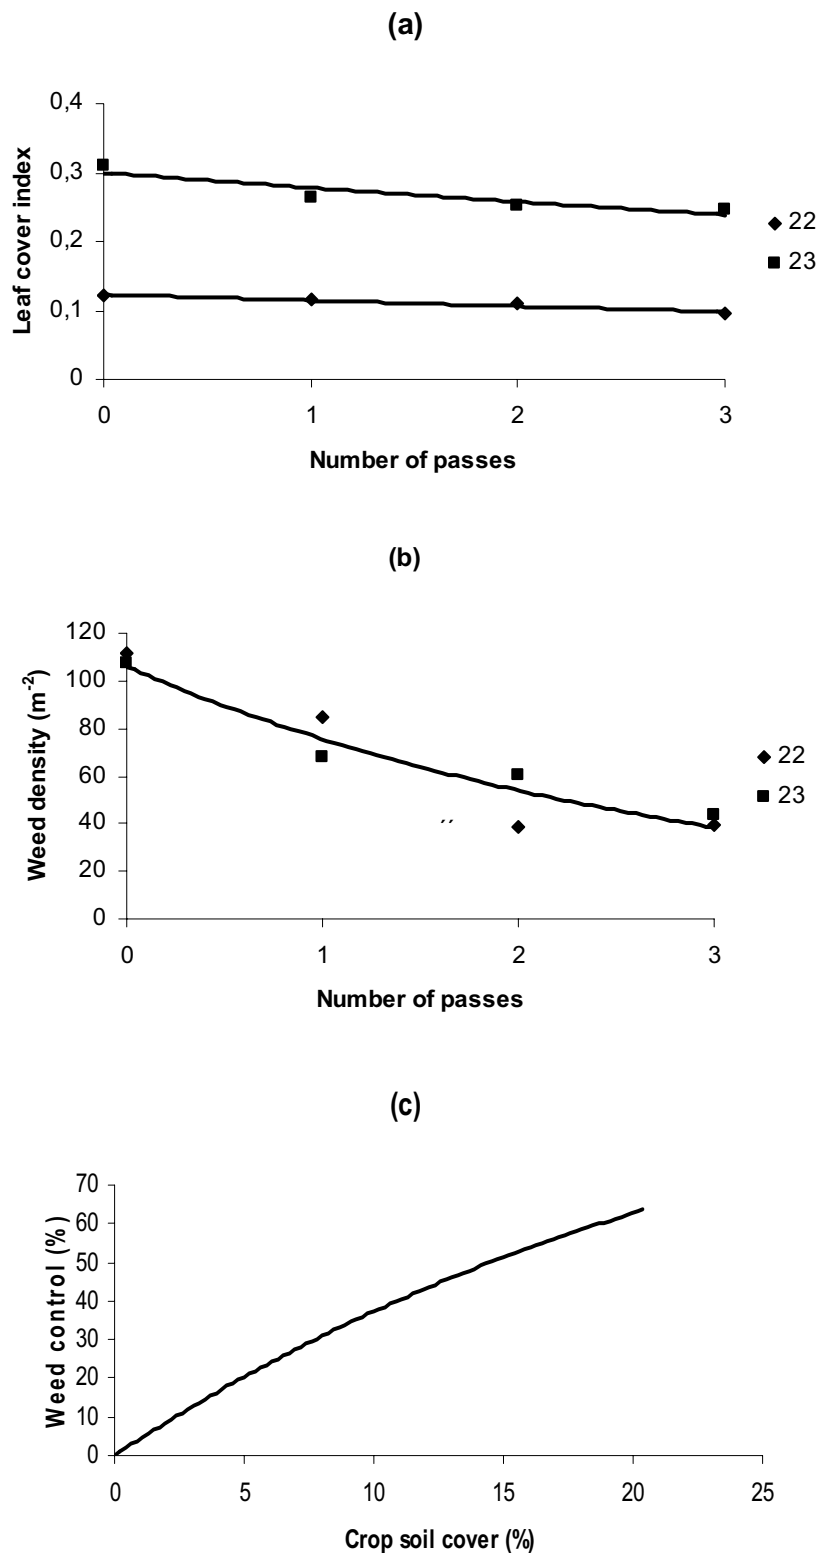 (a)
Leaf cover index
0,4
0,3
0,2
0,1
0
0 1 2 3
Number of passes
22
23
(b)
Weed density (m-2)
120
100
80
60
40
20
0
0 1 2 3
Number of passes
22
23
(c)
Weed control (%)
70
60
50
40
30
20
10
0
0 5 10 15 20 25
Crop soil cover (%)